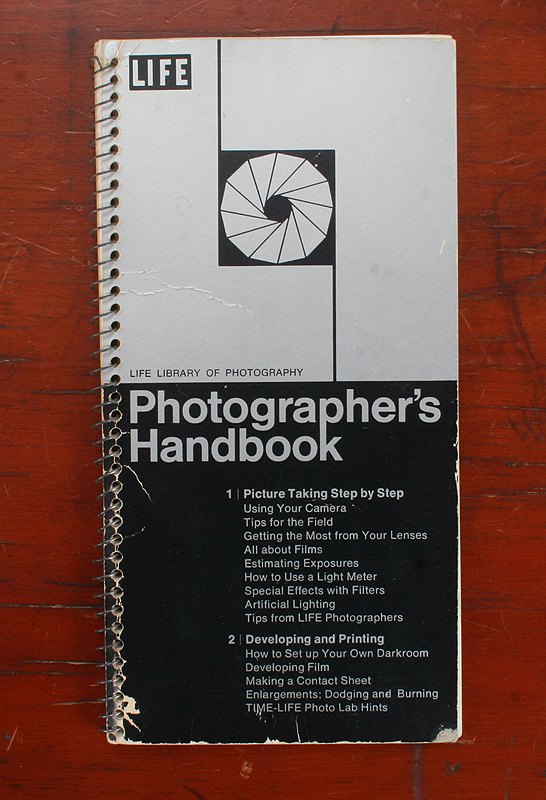 LIFE
LIFE LIBRARY OF PHOTOGRAPHY
Photographer's
Handbook
1 | Picture Taking Step by Step
Using Your Camera
Tips for the Field
Getting the Most from Your Lenses
All about Films
Estimating Exposures
How to Use a Light Meter
Special Effects with Filters
Artificial Lighting
Tips from LIFE Photographers
2 | Developing and Printing
How to Set up Your Own Darkroom
Developing Film
Making a Contact Sheet
Enlargements; Dodging and Burning
TIME-LIFE Photo Lab Hints